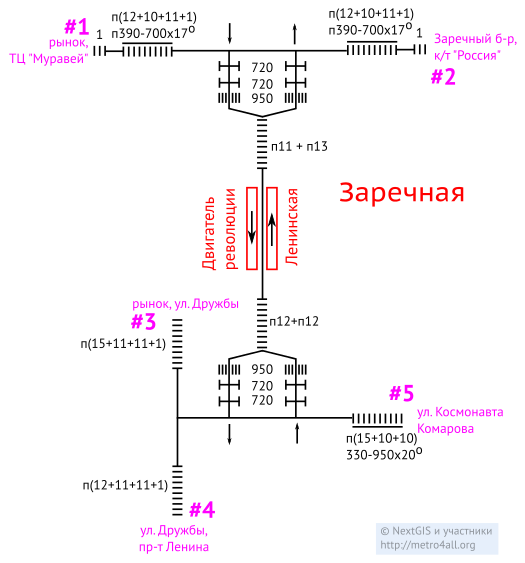 #1
рынок,
ТЦ "Муравей"
1
п(12+10+11+1)
п390-700х17°
п(12+10+11+1)
п390-700х17°
1
Заречный б-р,
к/т "Россия"
#2
720
720
950
п11 + п13
Заречная
Двигатель
революции
Ленинская
рынок, ул. Дружбы
#3
п(15+11+11+1)
п12+п12
950
720
720
#5
ул. Космонавта
Комарова
п(15+10+10)
330-950х20°
п(12+11+11+1)
#4
ул. Дружбы,
пр-т Ленина
© NextGIS и участники
http://metro4all.org